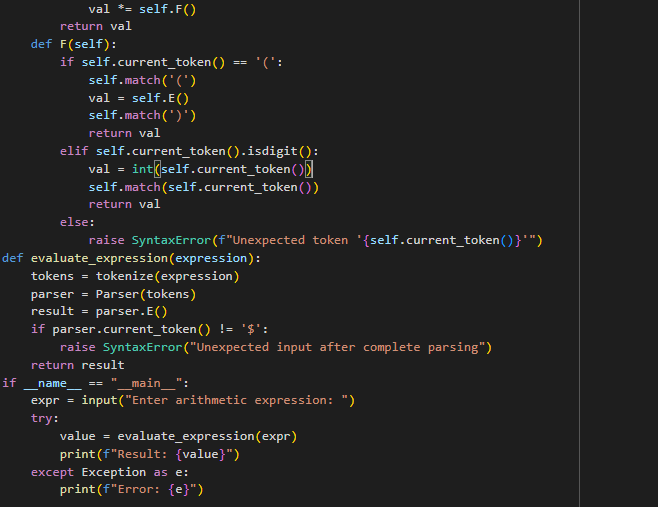 val *= self.F()
        return val
    def F(self):
        if self.current_token() == '(':
            self.match('(')
            val = self.E()
            self.match(')')
            return val
        elif self.current_token().isdigit():
            val = int(self.current_token())
            self.match(self.current_token())
            return val
        else:
            raise SyntaxError(f"Unexpected token '{self.current_token()}'")
def evaluate_expression(expression):
    tokens = tokenize(expression)
    parser = Parser(tokens)
    result = parser.E()
    if parser.current_token() != '$':
        raise SyntaxError("Unexpected input after complete parsing")
    return result
if __name__ == "__main__":
    expr = input("Enter arithmetic expression: ")
    try:
        value = evaluate_expression(expr)
        print(f"Result: {value}")
    except Exception as e:
        print(f"Error: {e}")